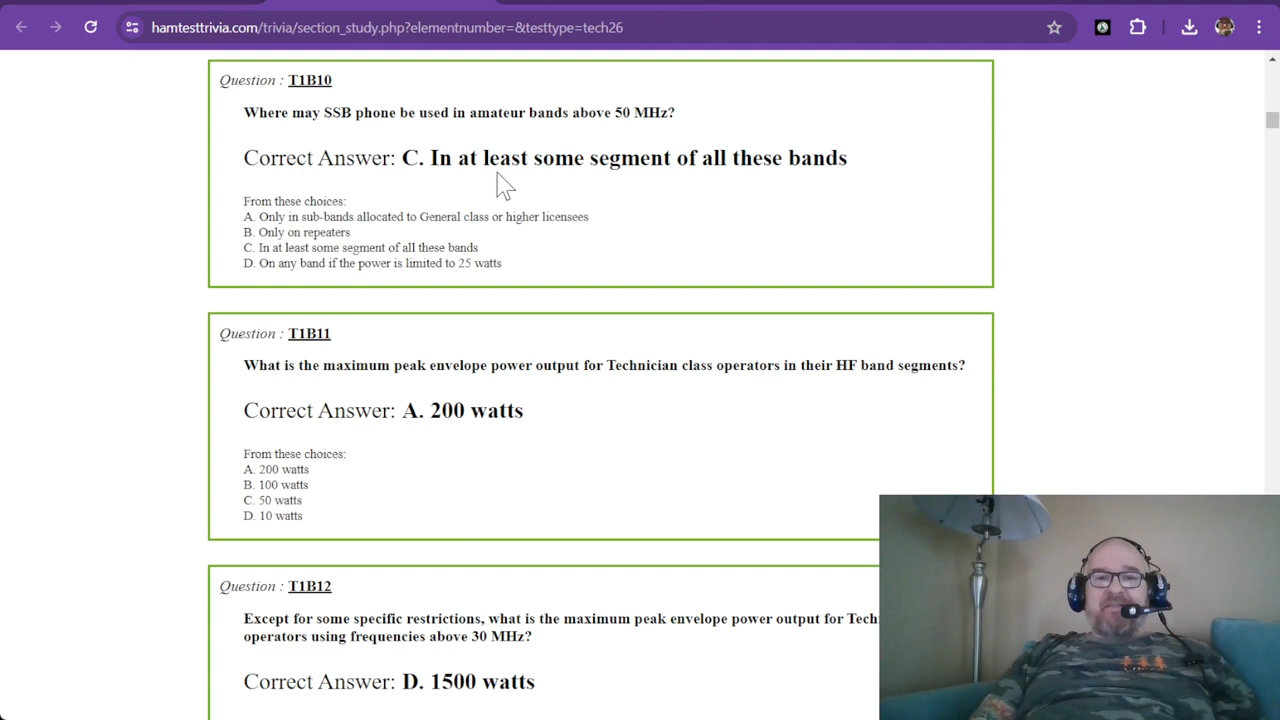 hamtesttrivia.com/trivia/section_study.php?elementnumber=&testtype=tech26
Question : T1B10
Where may SSB phone be used in amateur bands above 50 MHz?
Correct Answer: C. In at least some segment of all these bands
From these choices:
A. Only in sub-bands allocated to General class or higher licensees
B. Only on repeaters
C. In at least some segment of all these bands
D. On any band if the power is limited to 25 watts
Question : T1B11
What is the maximum peak envelope power output for Technician class operators in their HF band segments?
Correct Answer: A. 200 watts
From these choices:
A. 200 watts
B. 100 watts
C. 50 watts
D. 10 watts
Question : T1B12
Except for some specific restrictions, what is the maximum peak envelope power output for Techn
operators using frequencies above 30 MHz?
Correct Answer: D. 1500 watts